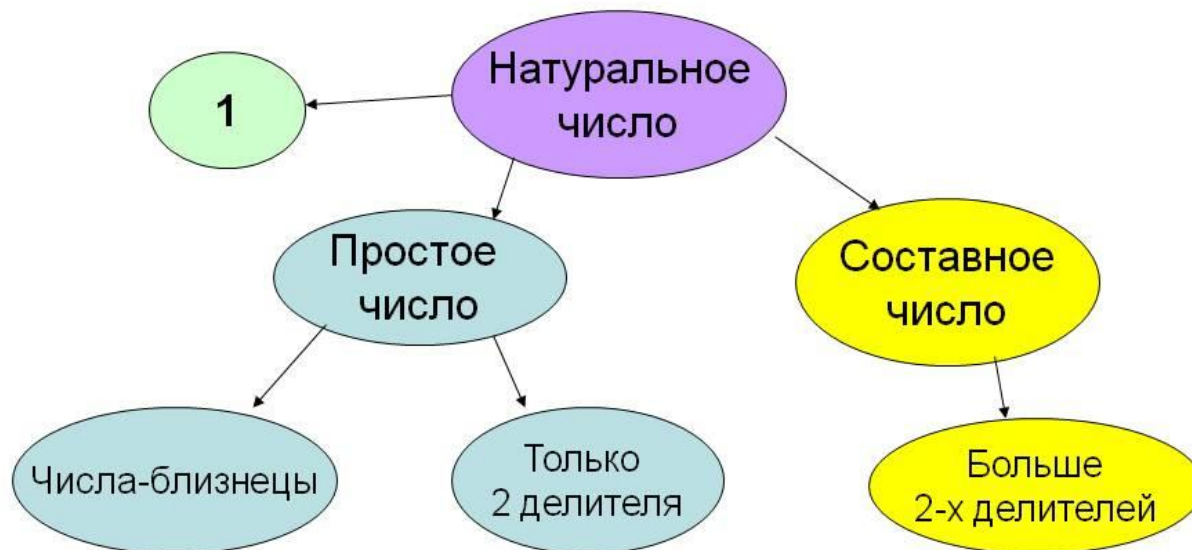 Натуральное
число
1
Простое
число
Составное
число
Числа-близнецы
Только
2 делителя
Больше
2-х делителей